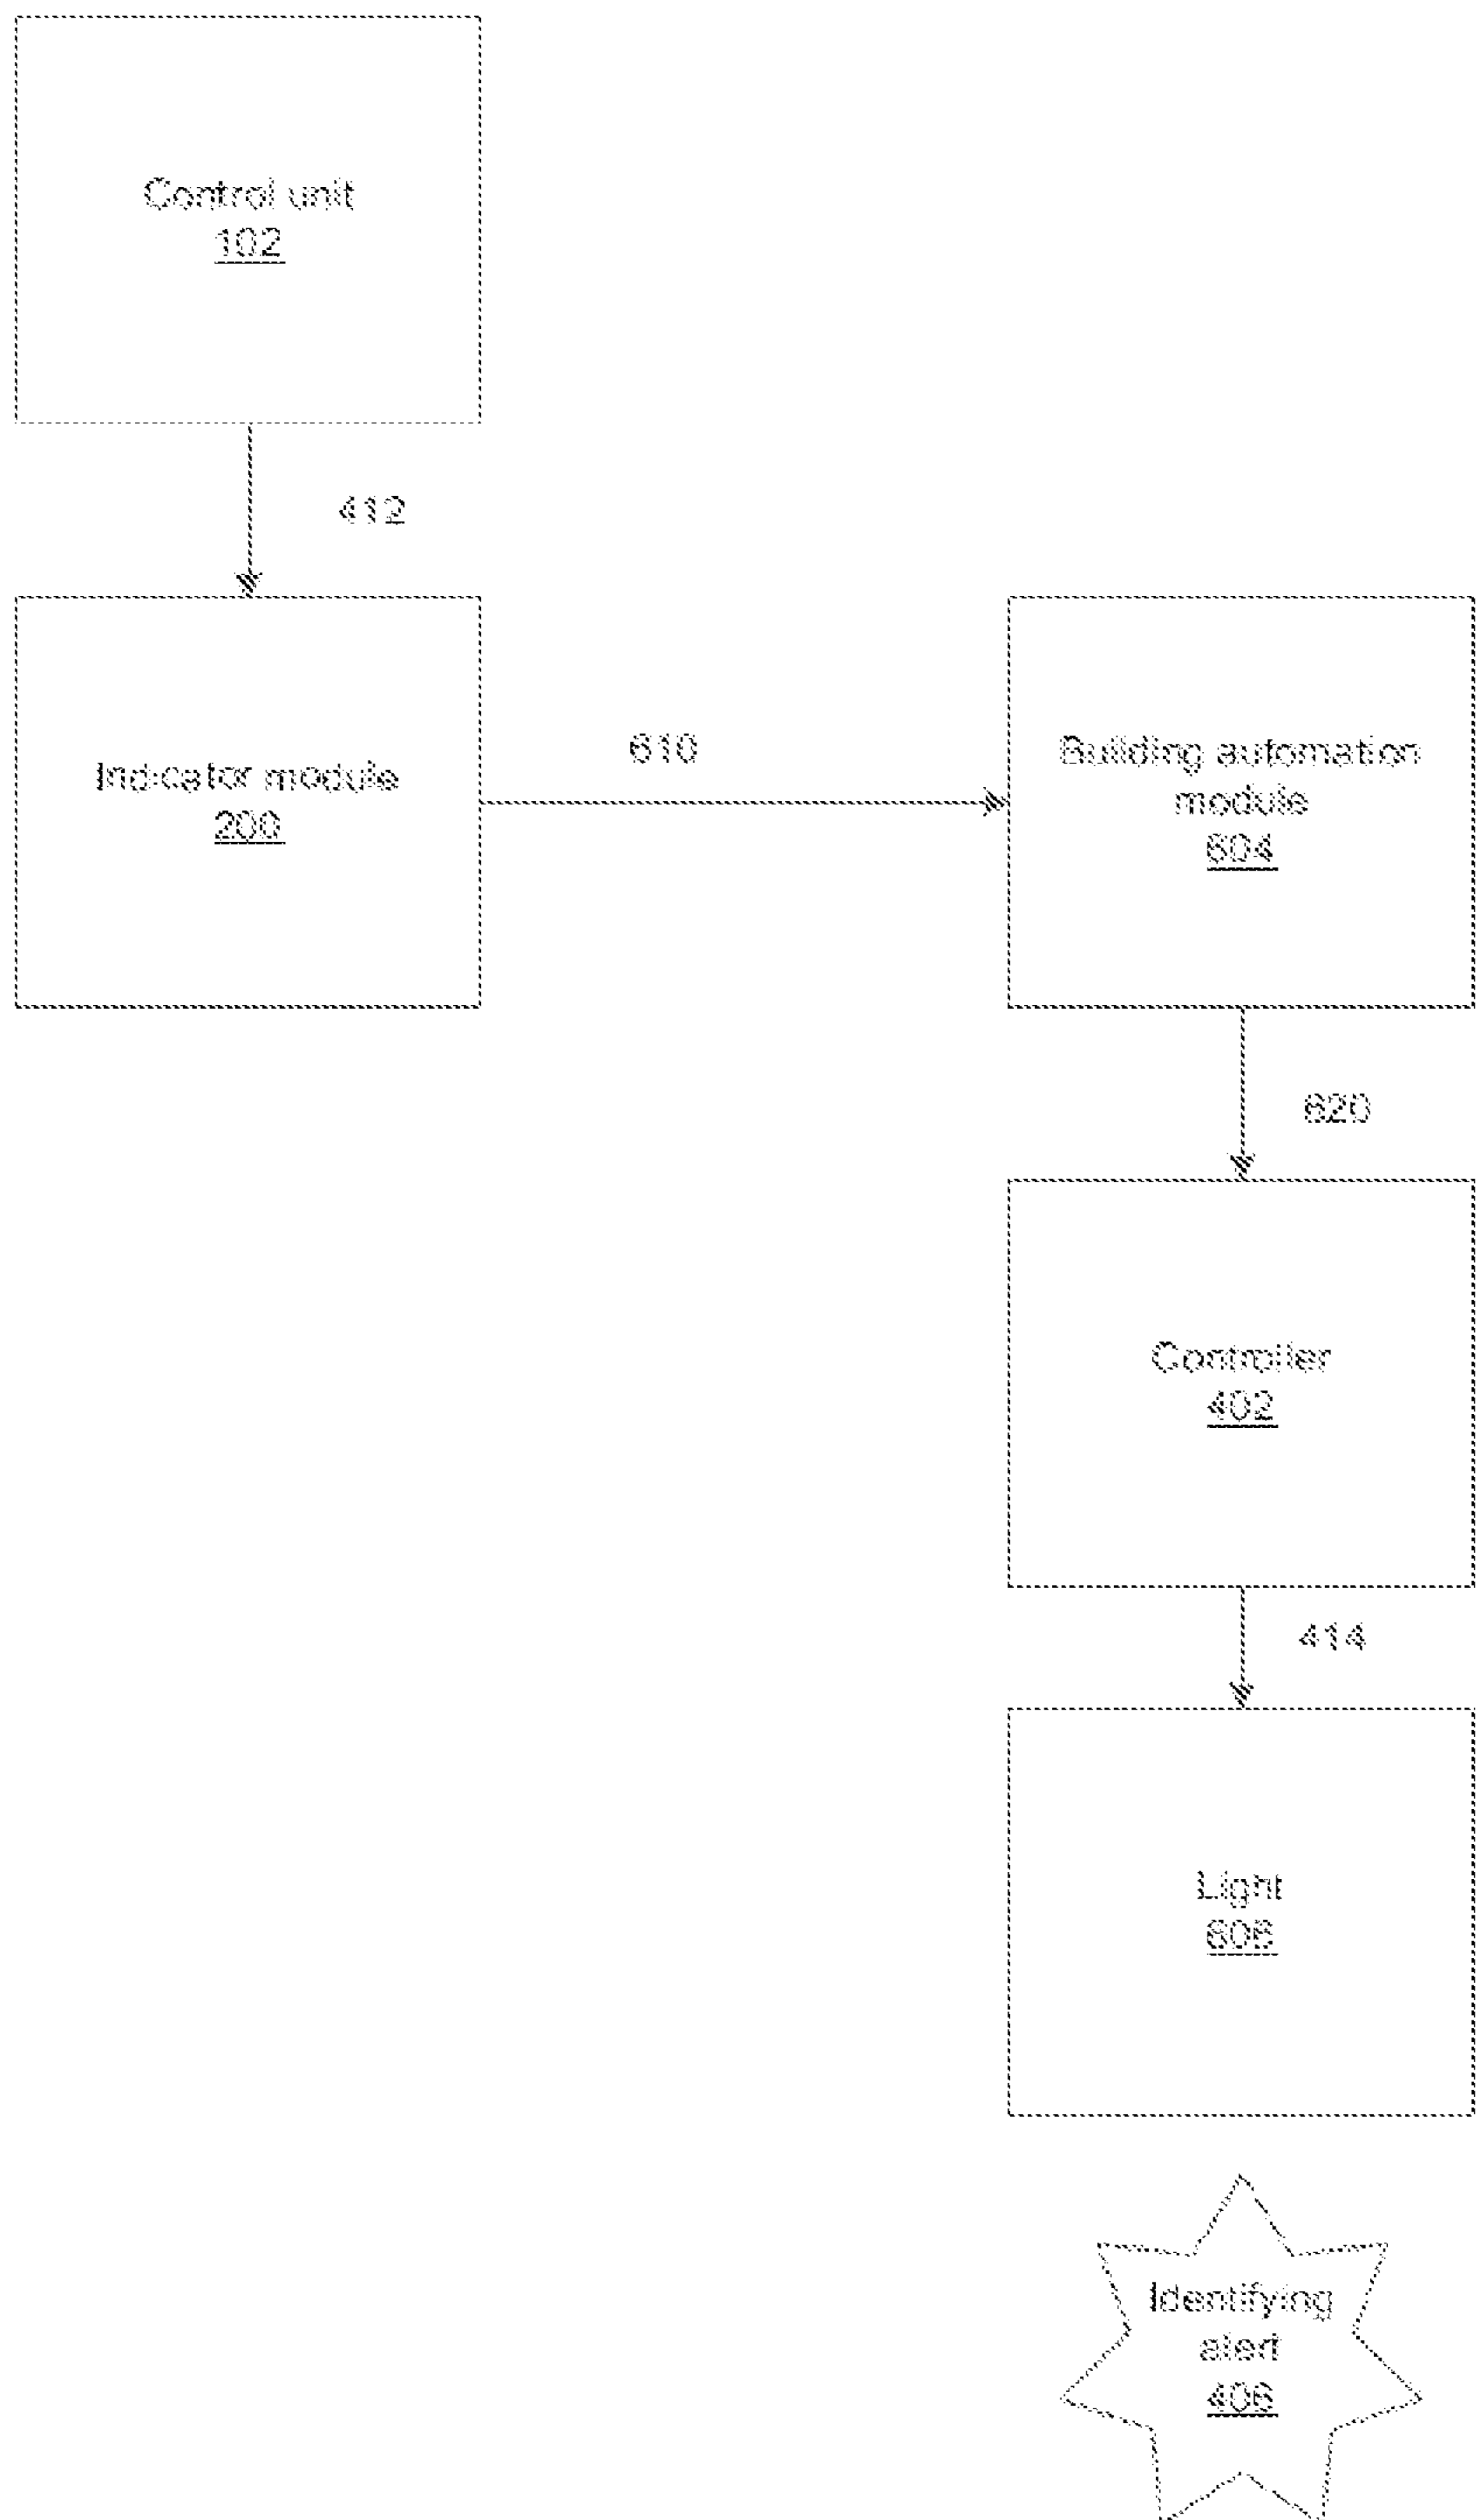 Control unit
102
412
Indicator module
200
610
Building automation
module
604
620
Controller
402
414
Light
606
Identifying
alert
406